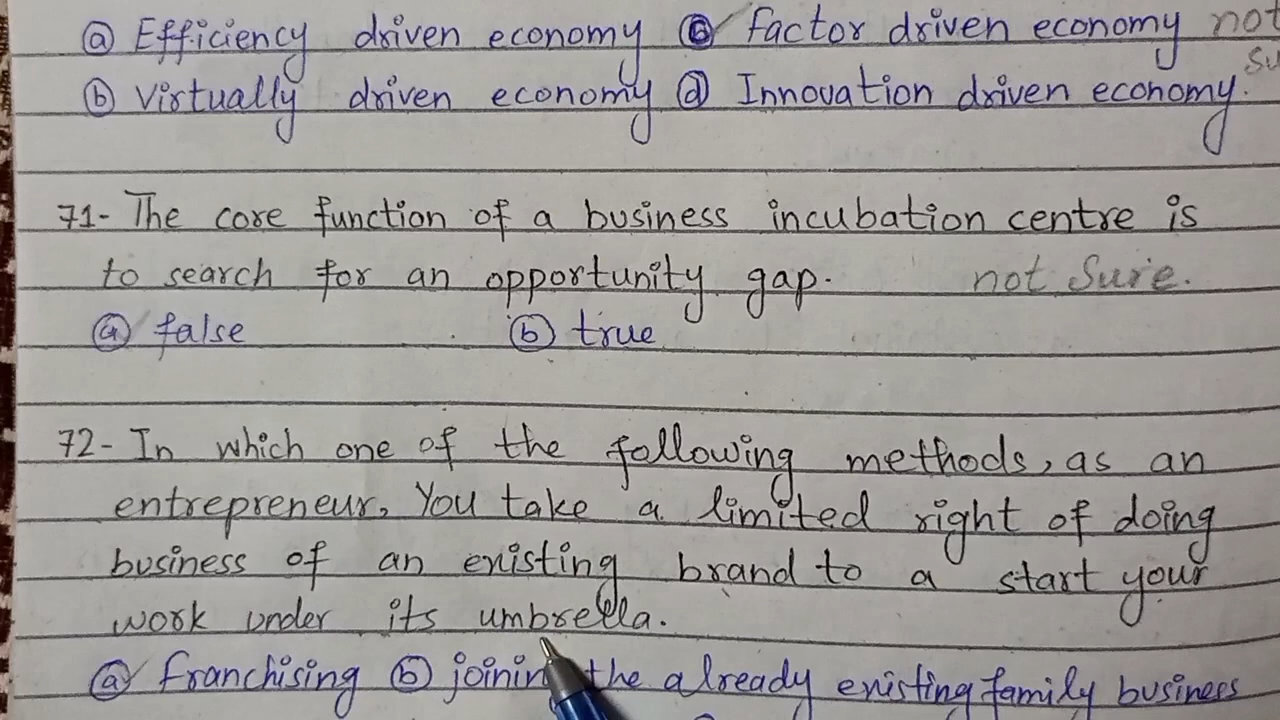 ⓐ Efficiency driven economy ⓒ factor driven economy not
ⓑ Virtually driven economy ⓓ Innovation driven economy.
71- The core function of a business incubation centre is
to search for an opportunity gap. not Sure.
ⓐ false ⓑ true
72- In which one of the following methods, as an
entrepreneur, You take a limited right of doing
business of an existing brand to a start your
work under its umbrella.
ⓐ franchising ⓑ joining the already existing family business